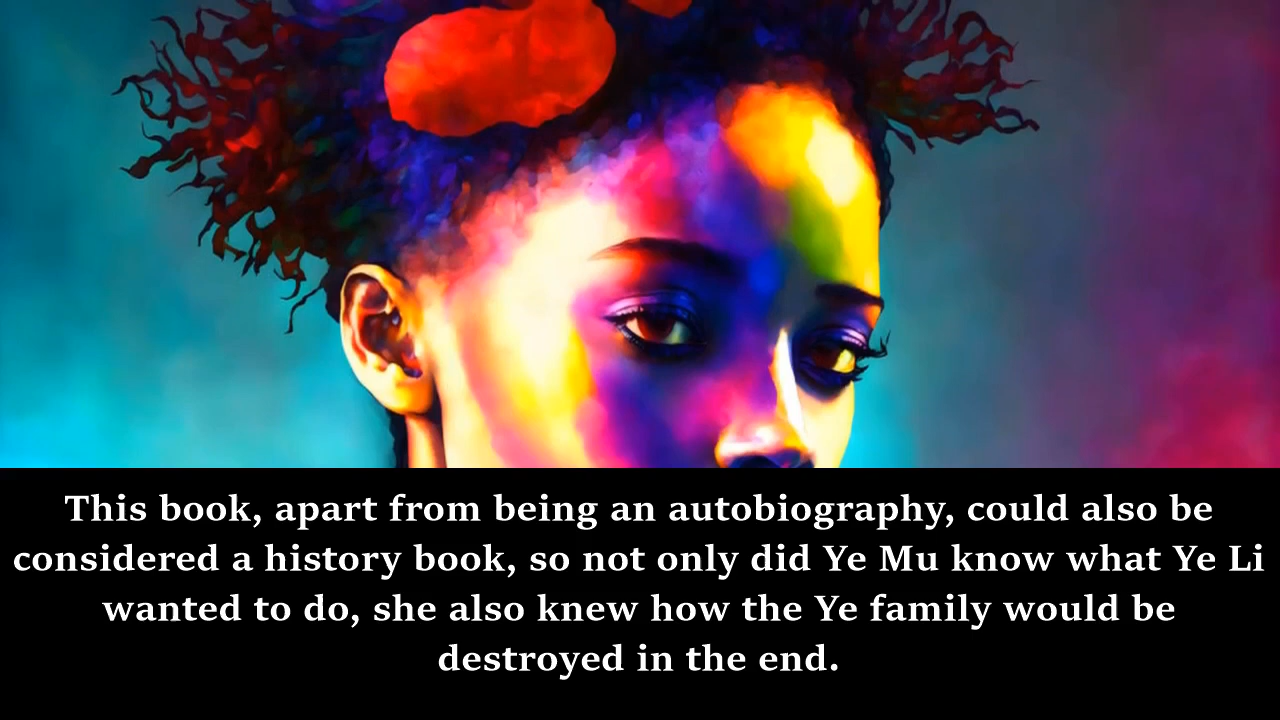 This book, apart from being an autobiography, could also be
considered a history book, so not only did Ye Mu know what Ye Li
wanted to do, she also knew how the Ye family would be
destroyed in the end.